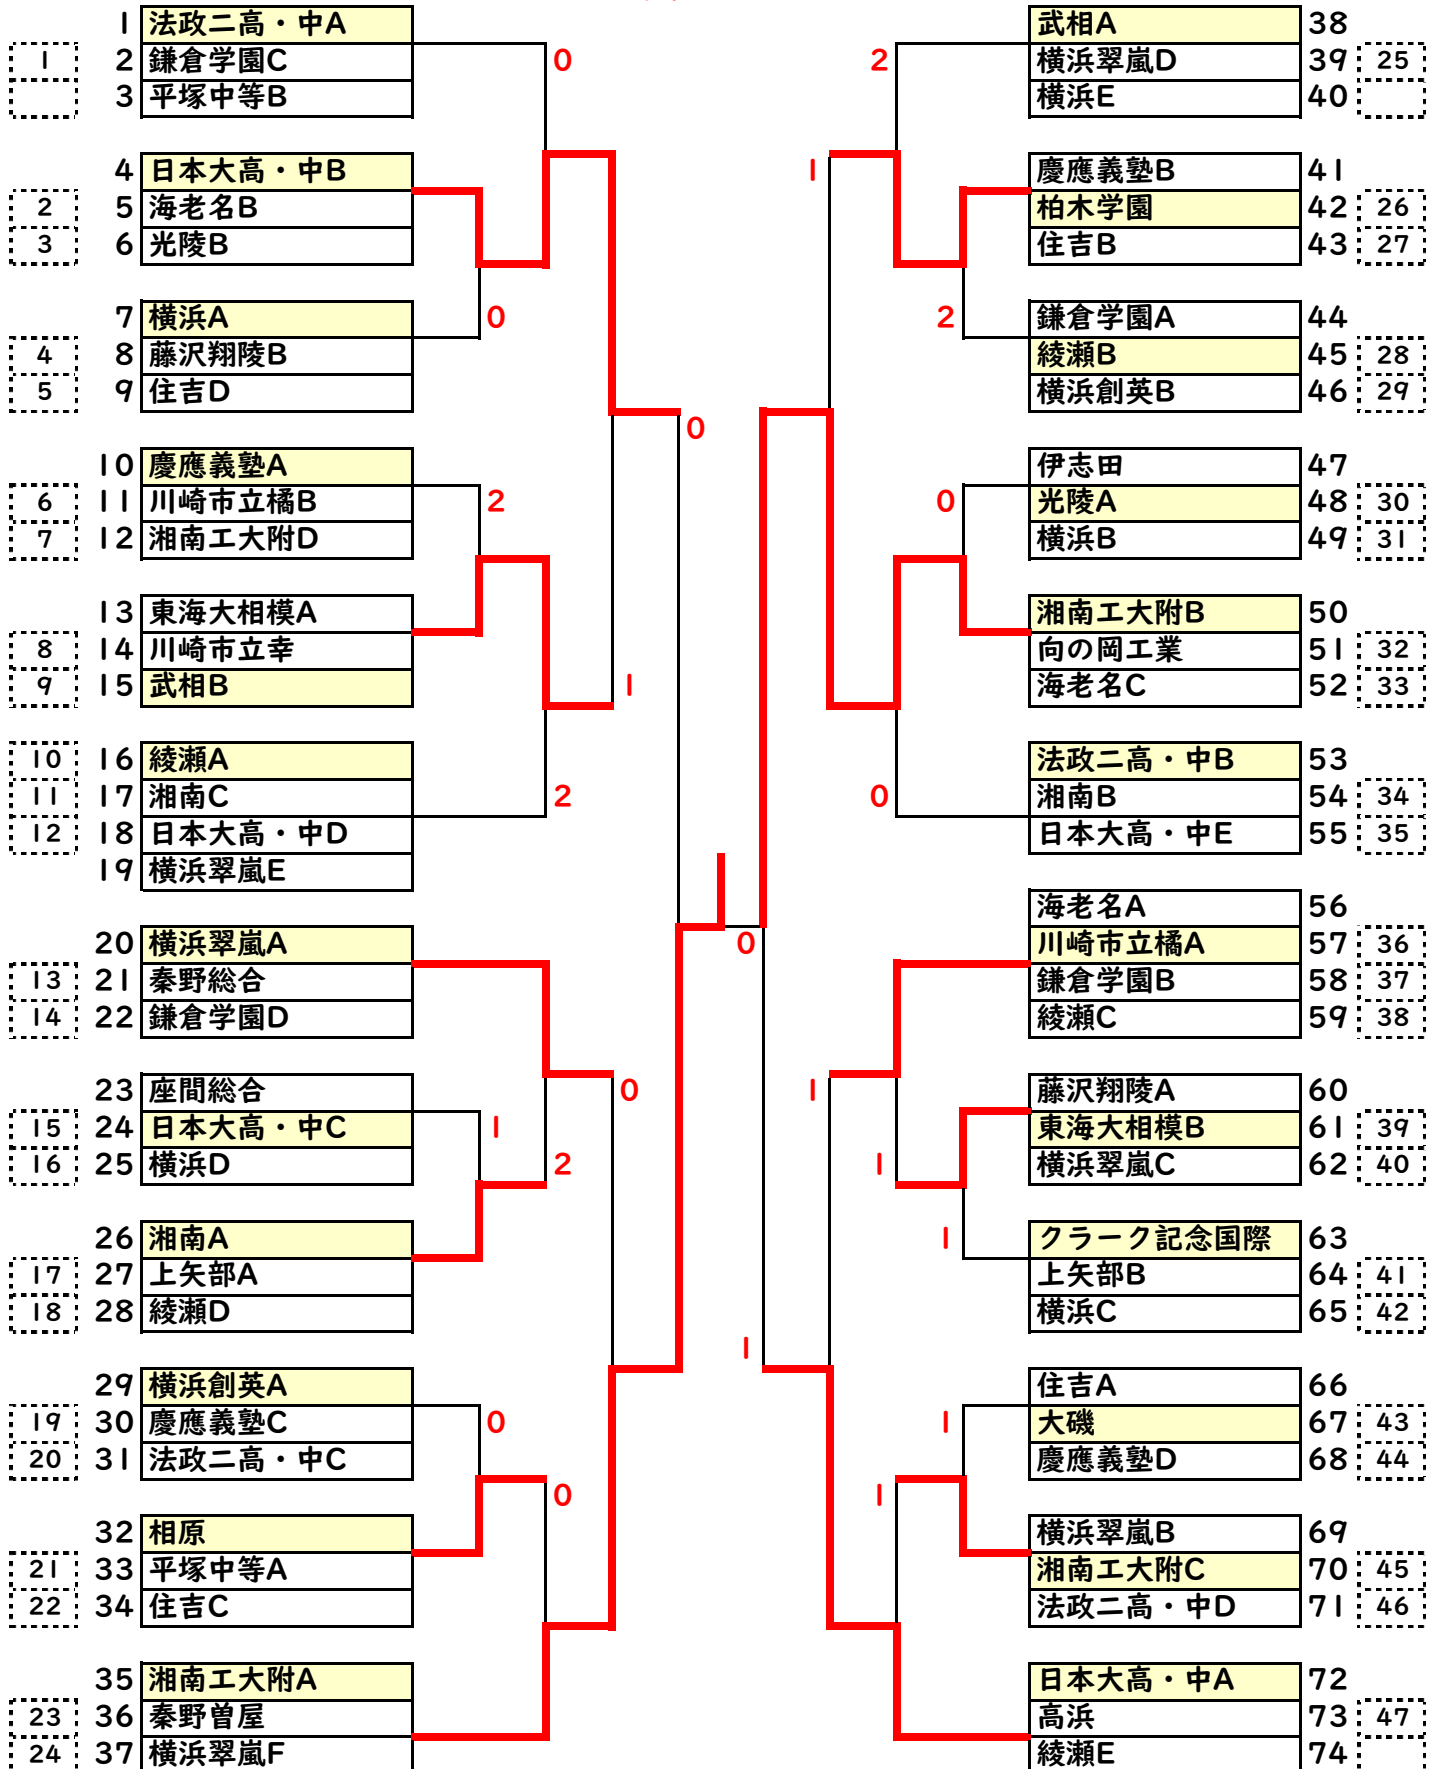 1 法政二高・中A
1 2 鎌倉学園C
3 平塚中等B
0
4 日本大高・中B
2 5 海老名B
3 6 光陵B
7 横浜A
0
4 8 藤沢翔陵B
5 9 住吉D
0
10 慶應義塾A
6 11 川崎市立橘B
2
7 12 湘南工大附D
13 東海大相模A
8 14 川崎市立幸
9 15 武相B
1
10 16 綾瀬A
11 17 湘南C
2
12 18 日本大高・中D
19 横浜翠嵐E
20 横浜翠嵐A
13 21 秦野総合
14 22 鎌倉学園D
23 座間総合
0
15 24 日本大高・中C
1
16 25 横浜D
2
26 湘南A
17 27 上矢部A
18 28 綾瀬D
29 横浜創英A
19 30 慶應義塾C
0
20 31 法政二高・中C
0
32 相原
21 33 平塚中等A
22 34 住吉C
35 湘南工大附A
23 36 秦野曽屋
24 37 横浜翠嵐F
0
1
武相A 38
2
横浜翠嵐D 39 25
横浜E 40
1
慶應義塾B 41
柏木学園 42 26
住吉B 43 27
2
鎌倉学園A 44
綾瀬B 45 28
横浜創英B 46 29
伊志田 47
0
光陵A 48 30
横浜B 49 31
湘南工大附B 50
向の岡工業 51 32
海老名C 52 33
法政二高・中B 53
0
湘南B 54 34
日本大高・中E 55 35
海老名A 56
川崎市立橘A 57 36
鎌倉学園B 58 37
綾瀬C 59 38
1
藤沢翔陵A 60
東海大相模B 61 39
1
横浜翠嵐C 62 40
1
クラーク記念国際 63
上矢部B 64 41
横浜C 65 42
住吉A 66
1
大磯 67 43
慶應義塾D 68 44
1
横浜翠嵐B 69
湘南工大附C 70 45
法政二高・中D 71 46
日本大高・中A 72
高浜 73 47
綾瀬E 74